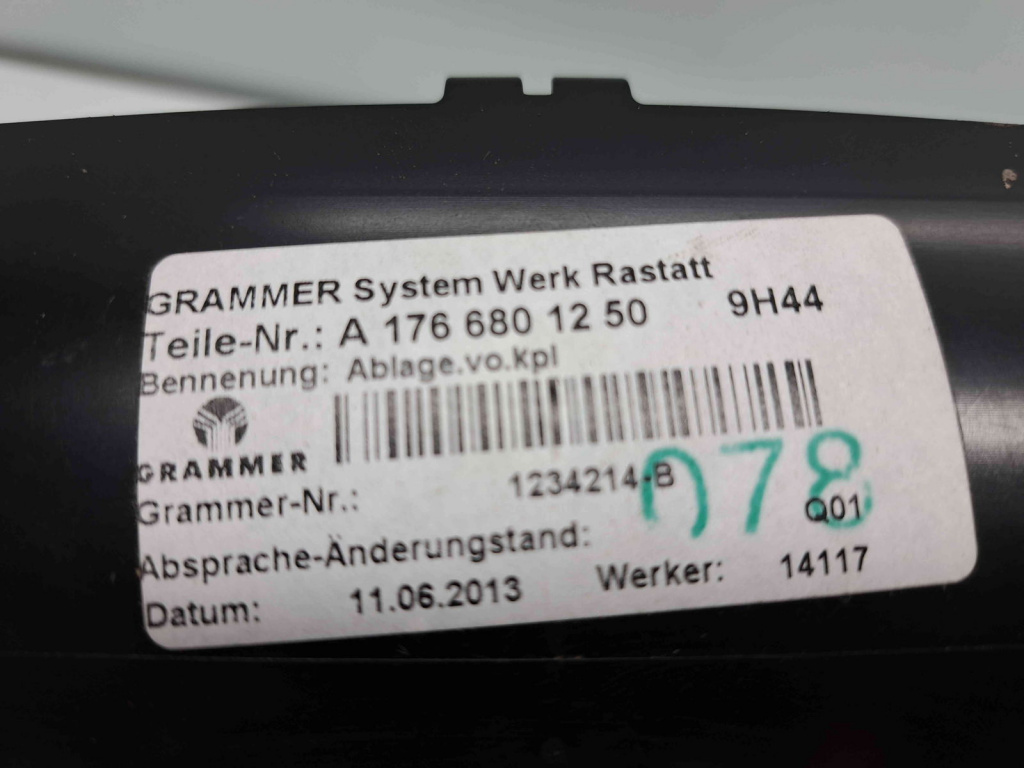 GRAMMER System Werk Rastatt
Teile-Nr.: A 176 680 12 50 9H44
Bennenung: Ablage.vo.kpl
GRAMMER
Grammer-Nr.: 1234214-B
078
Absprache-Änderungstand: Q01
Datum: 11.06.2013 Werker: 14117